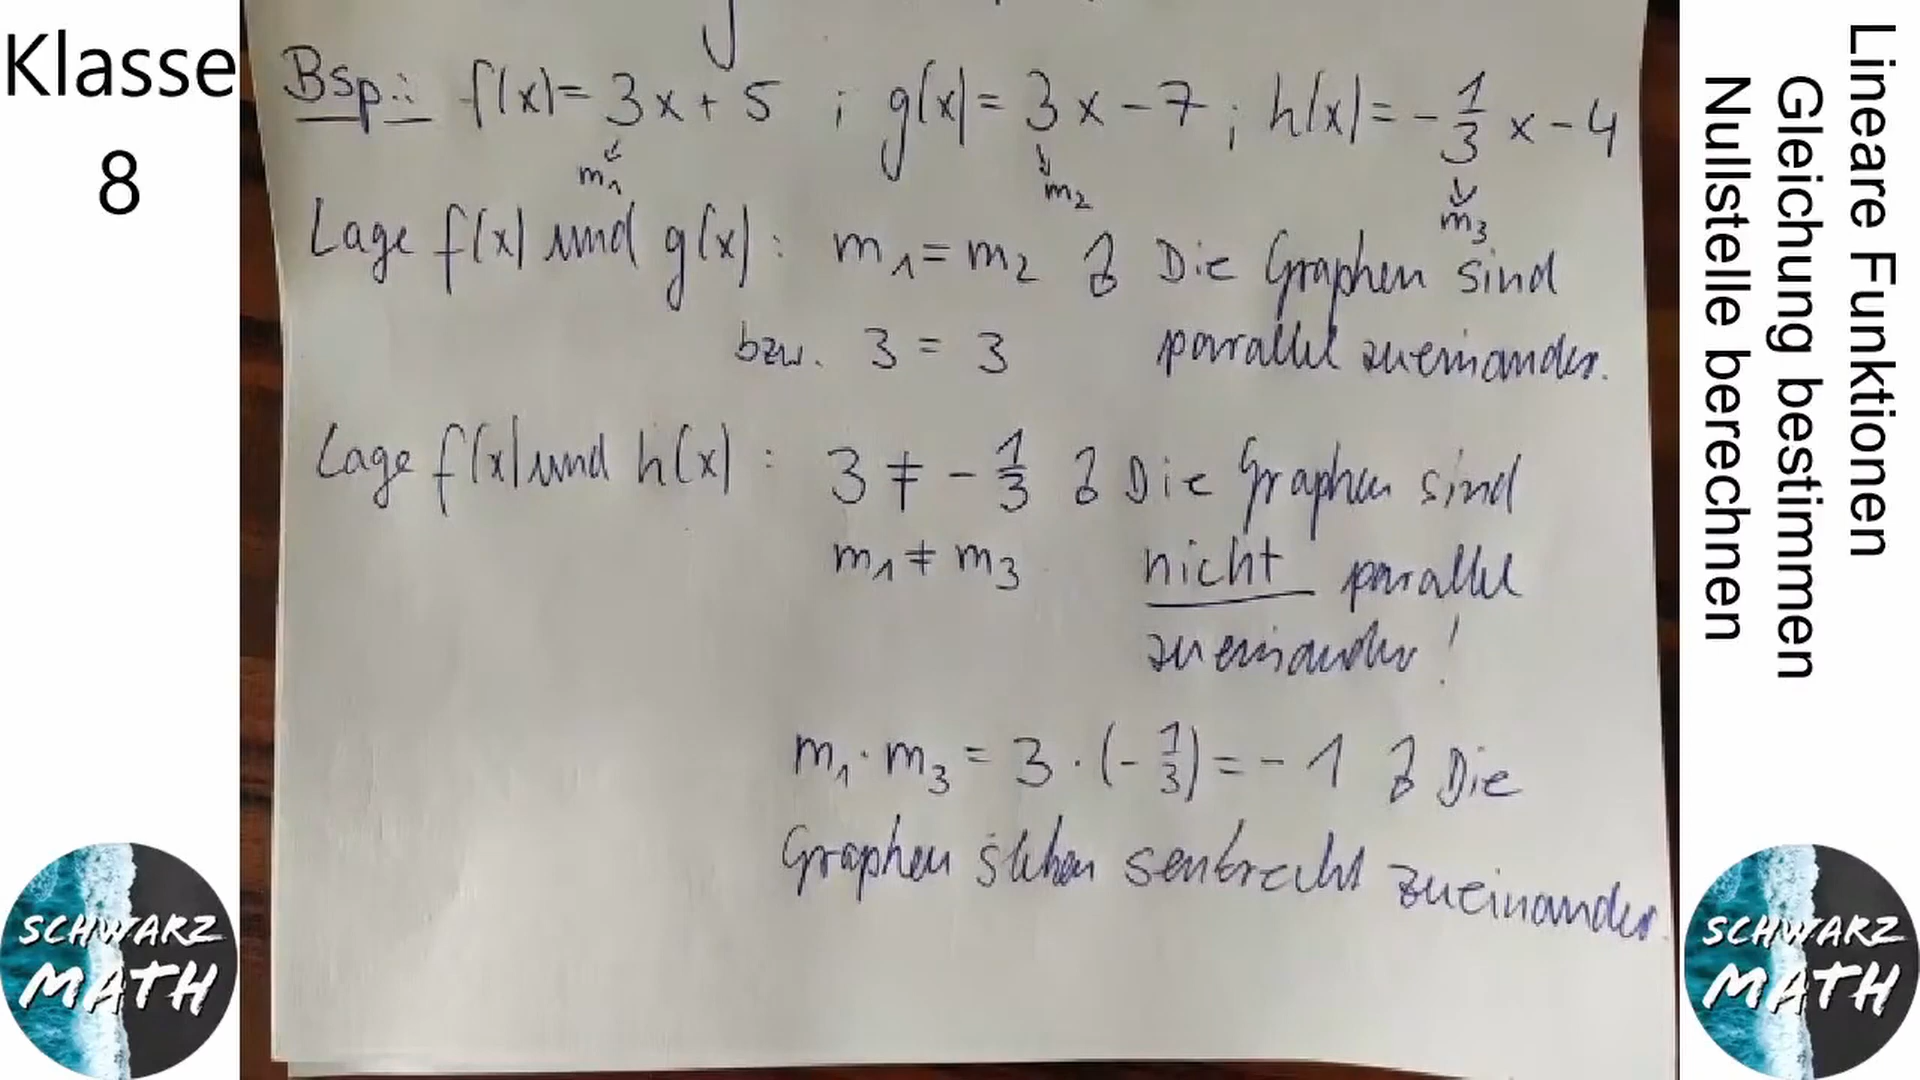 Klasse
8
Bsp.: f(x) = 3x + 5 ; g(x) = 3x - 7 ; h(x) = - 1/3 x - 4
m1 m2 m3
Lage f(x) und g(x) : m1 = m2 Die Graphen sind
bzw. 3 = 3 parallel zueinander.
Lage f(x) und h(x) : 3 ≠ - 1/3 Die Graphen sind
m1 ≠ m3 nicht parallel
zueinander!
m1 · m3 = 3 · (- 1/3) = - 1 Die
Graphen stehen senkrecht zueinander.
Lineare Funktionen
Gleichung bestimmen
Nullstelle berechnen
SCHWARZ
MATH
SCHWARZ
MATH